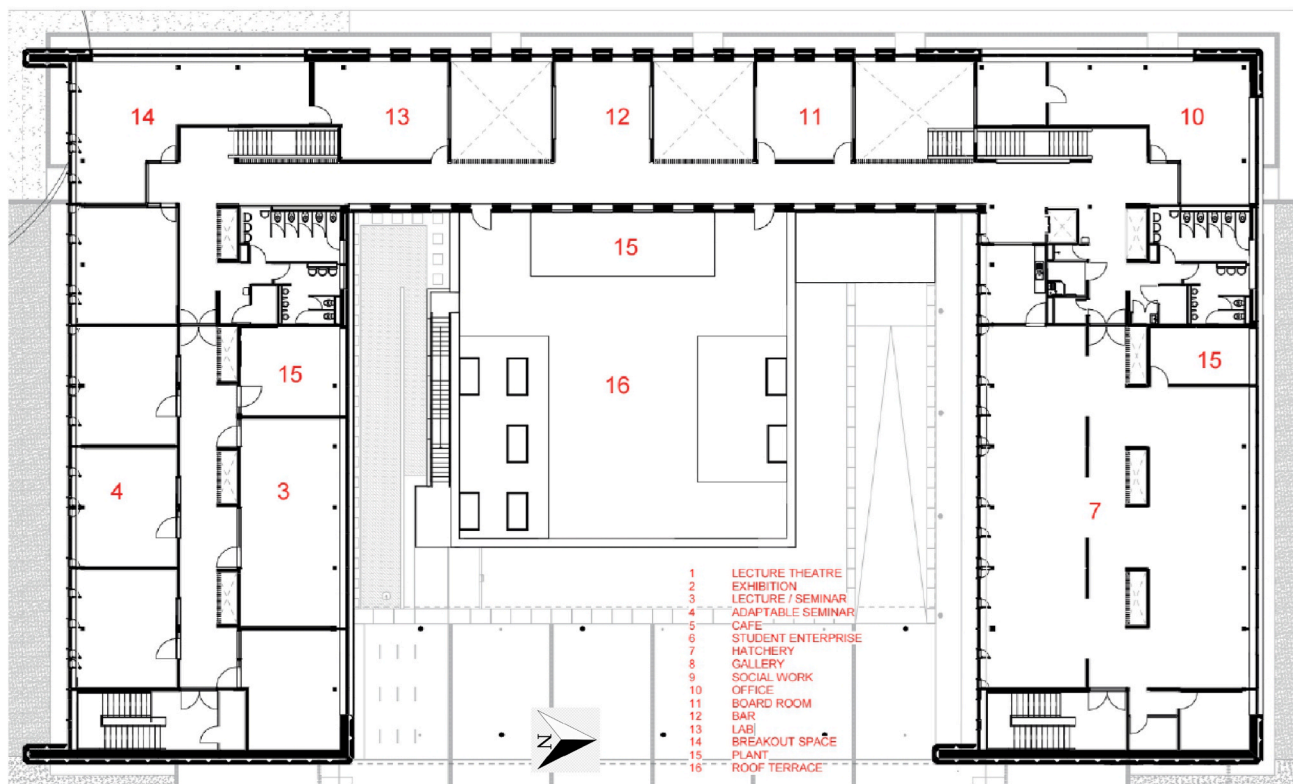 14
13
12
11
10
15
15
15
16
4
3
7
1 LECTURE THEATRE
2 EXHIBITION
3 LECTURE / SEMINAR
4 ADAPTABLE SEMINAR
5 CAFE
6 STUDENT ENTERPRISE
7 HATCHERY
8 GALLERY
9 SOCIAL WORK
10 OFFICE
11 BOARD ROOM
12 BAR
13 LAB
14 BREAKOUT SPACE
15 PLANT
16 ROOF TERRACE
N